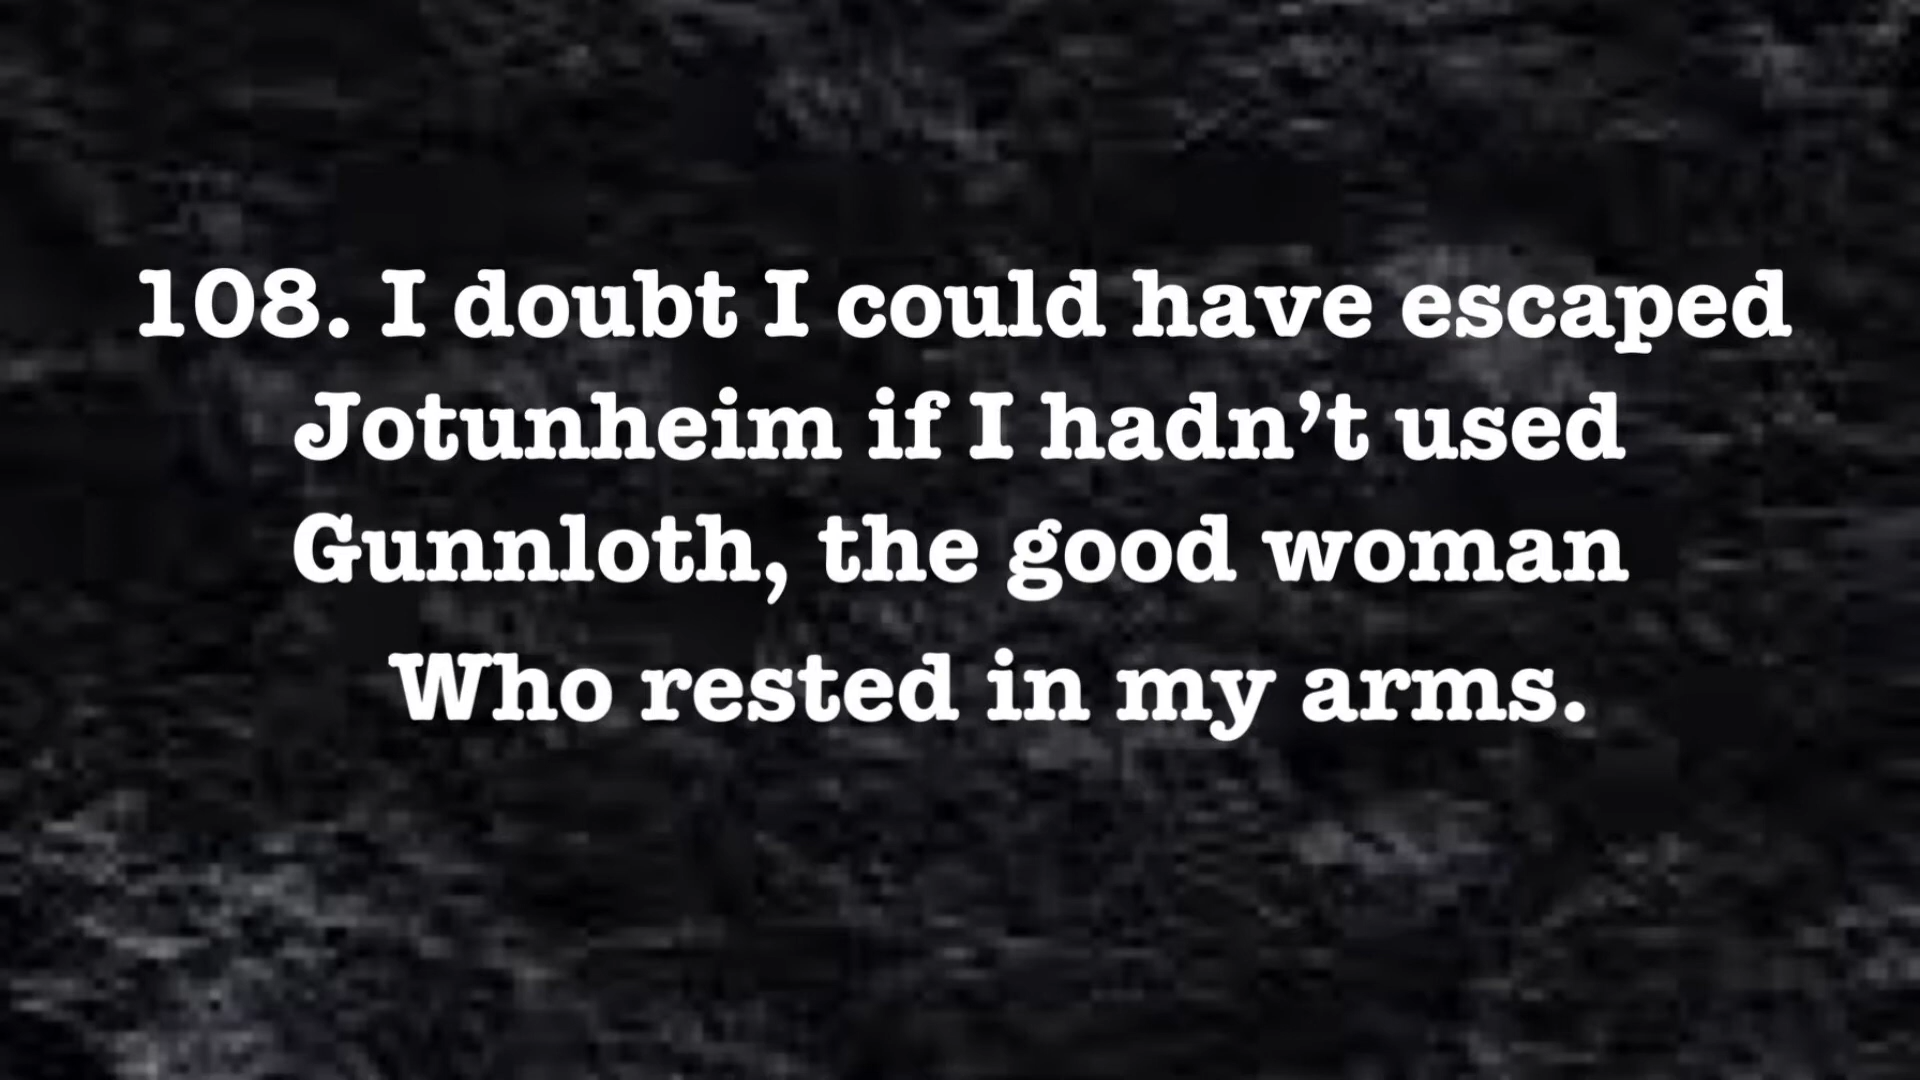 108. I doubt I could have escaped
Jotunheim if I hadn’t used
Gunnloth, the good woman
Who rested in my arms.